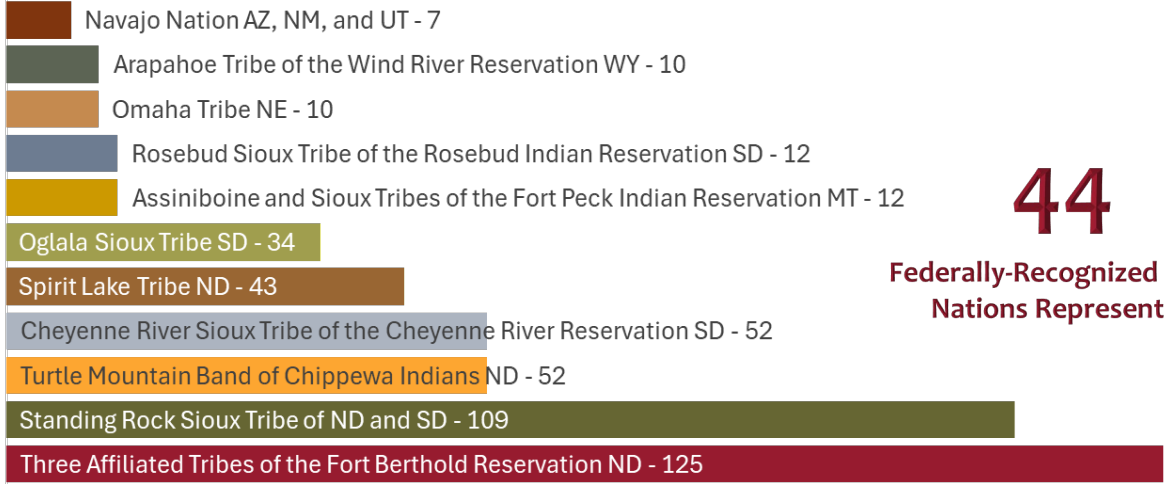 Navajo Nation AZ, NM, and UT - 7
Arapahoe Tribe of the Wind River Reservation WY - 10
Omaha Tribe NE - 10
Rosebud Sioux Tribe of the Rosebud Indian Reservation SD - 12
Assiniboine and Sioux Tribes of the Fort Peck Indian Reservation MT - 12
Oglala Sioux Tribe SD - 34
Spirit Lake Tribe ND - 43
Cheyenne River Sioux Tribe of the Cheyenne River Reservation SD - 52
Turtle Mountain Band of Chippewa Indians ND - 52
Standing Rock Sioux Tribe of ND and SD - 109
Three Affiliated Tribes of the Fort Berthold Reservation ND - 125
44
Federally-Recognized
Nations Represent